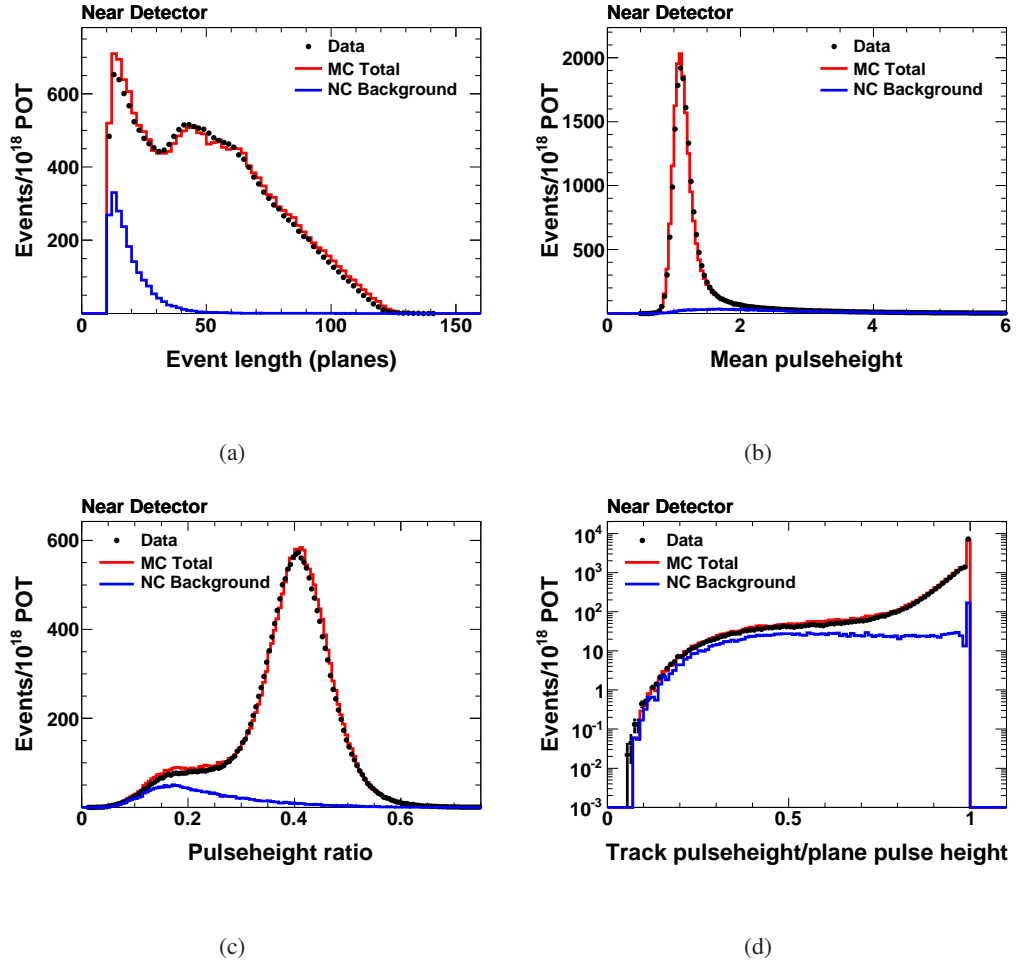 Near Detector
Events/10^18 POT
600
400
200
Data
MC Total
NC Background
0 50 100 150
Event length (planes)
(a)
Near Detector
Events/10^18 POT
2000
1500
1000
500
Data
MC Total
NC Background
0 2 4 6
Mean pulseheight
(b)
Near Detector
Events/10^18 POT
600
400
200
Data
MC Total
NC Background
0 0.2 0.4 0.6
Pulseheight ratio
(c)
Near Detector
Events/10^18 POT
10^4
10^3
10^2
10
1
10^-1
10^-2
10^-3
Data
MC Total
NC Background
0 0.5 1
Track pulseheight/plane pulse height
(d)